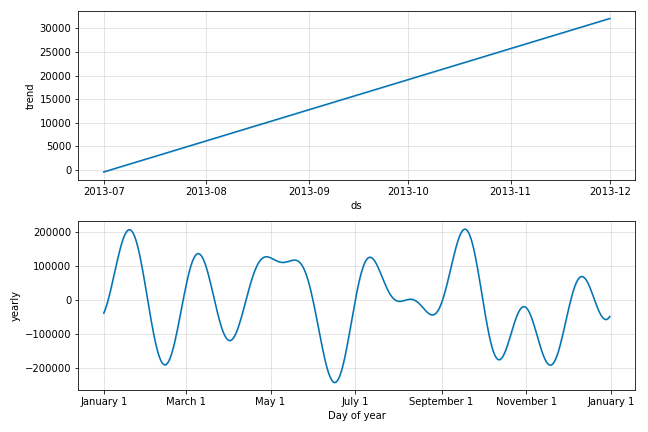 30000
25000
20000
15000
10000
5000
0
trend
2013-07 2013-08 2013-09 2013-10 2013-11 2013-12
ds
200000
100000
0
−100000
−200000
yearly
January 1 March 1 May 1 July 1 September 1 November 1 January 1
Day of year